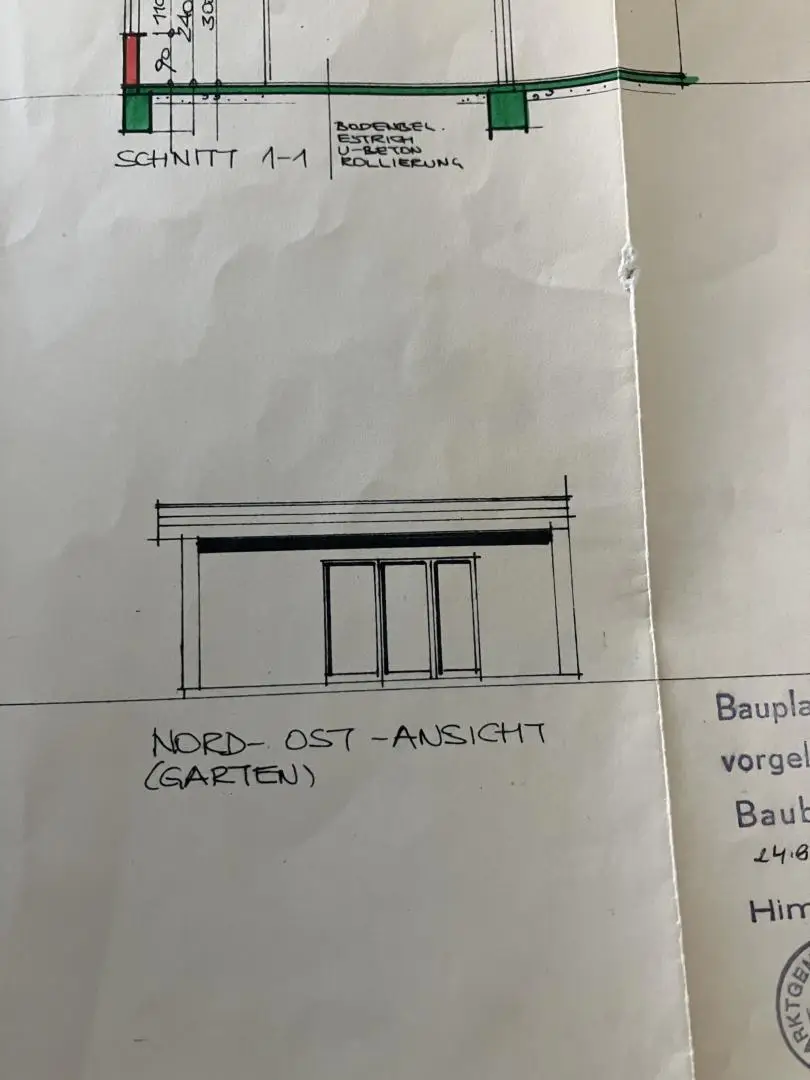 110
240
300
90
SCHNITT 1-1
BODENBEL.
ESTRICH
U-BETON
ROLLIERUNG
NORD-OST-ANSICHT
(GARTEN)
Baupla
vorgel
Baub
24.8
Him
ARKTGEM